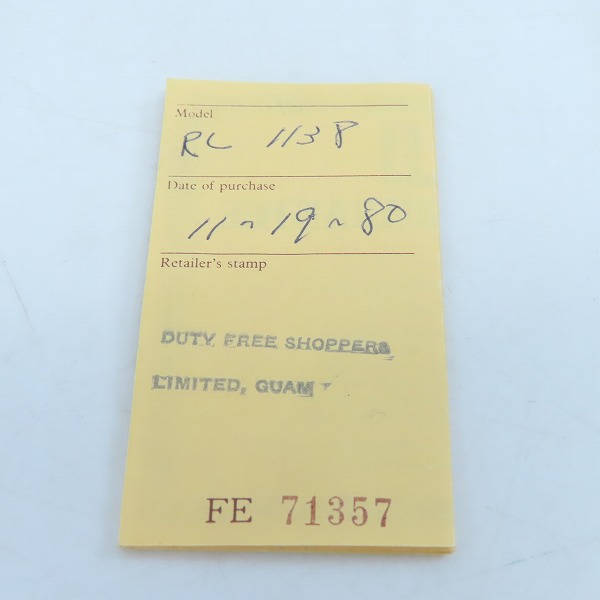 Model
RL 1138
Date of purchase
11-19-80
Retailer's stamp
DUTY FREE SHOPPERS
LIMITED, GUAM
FE 71357